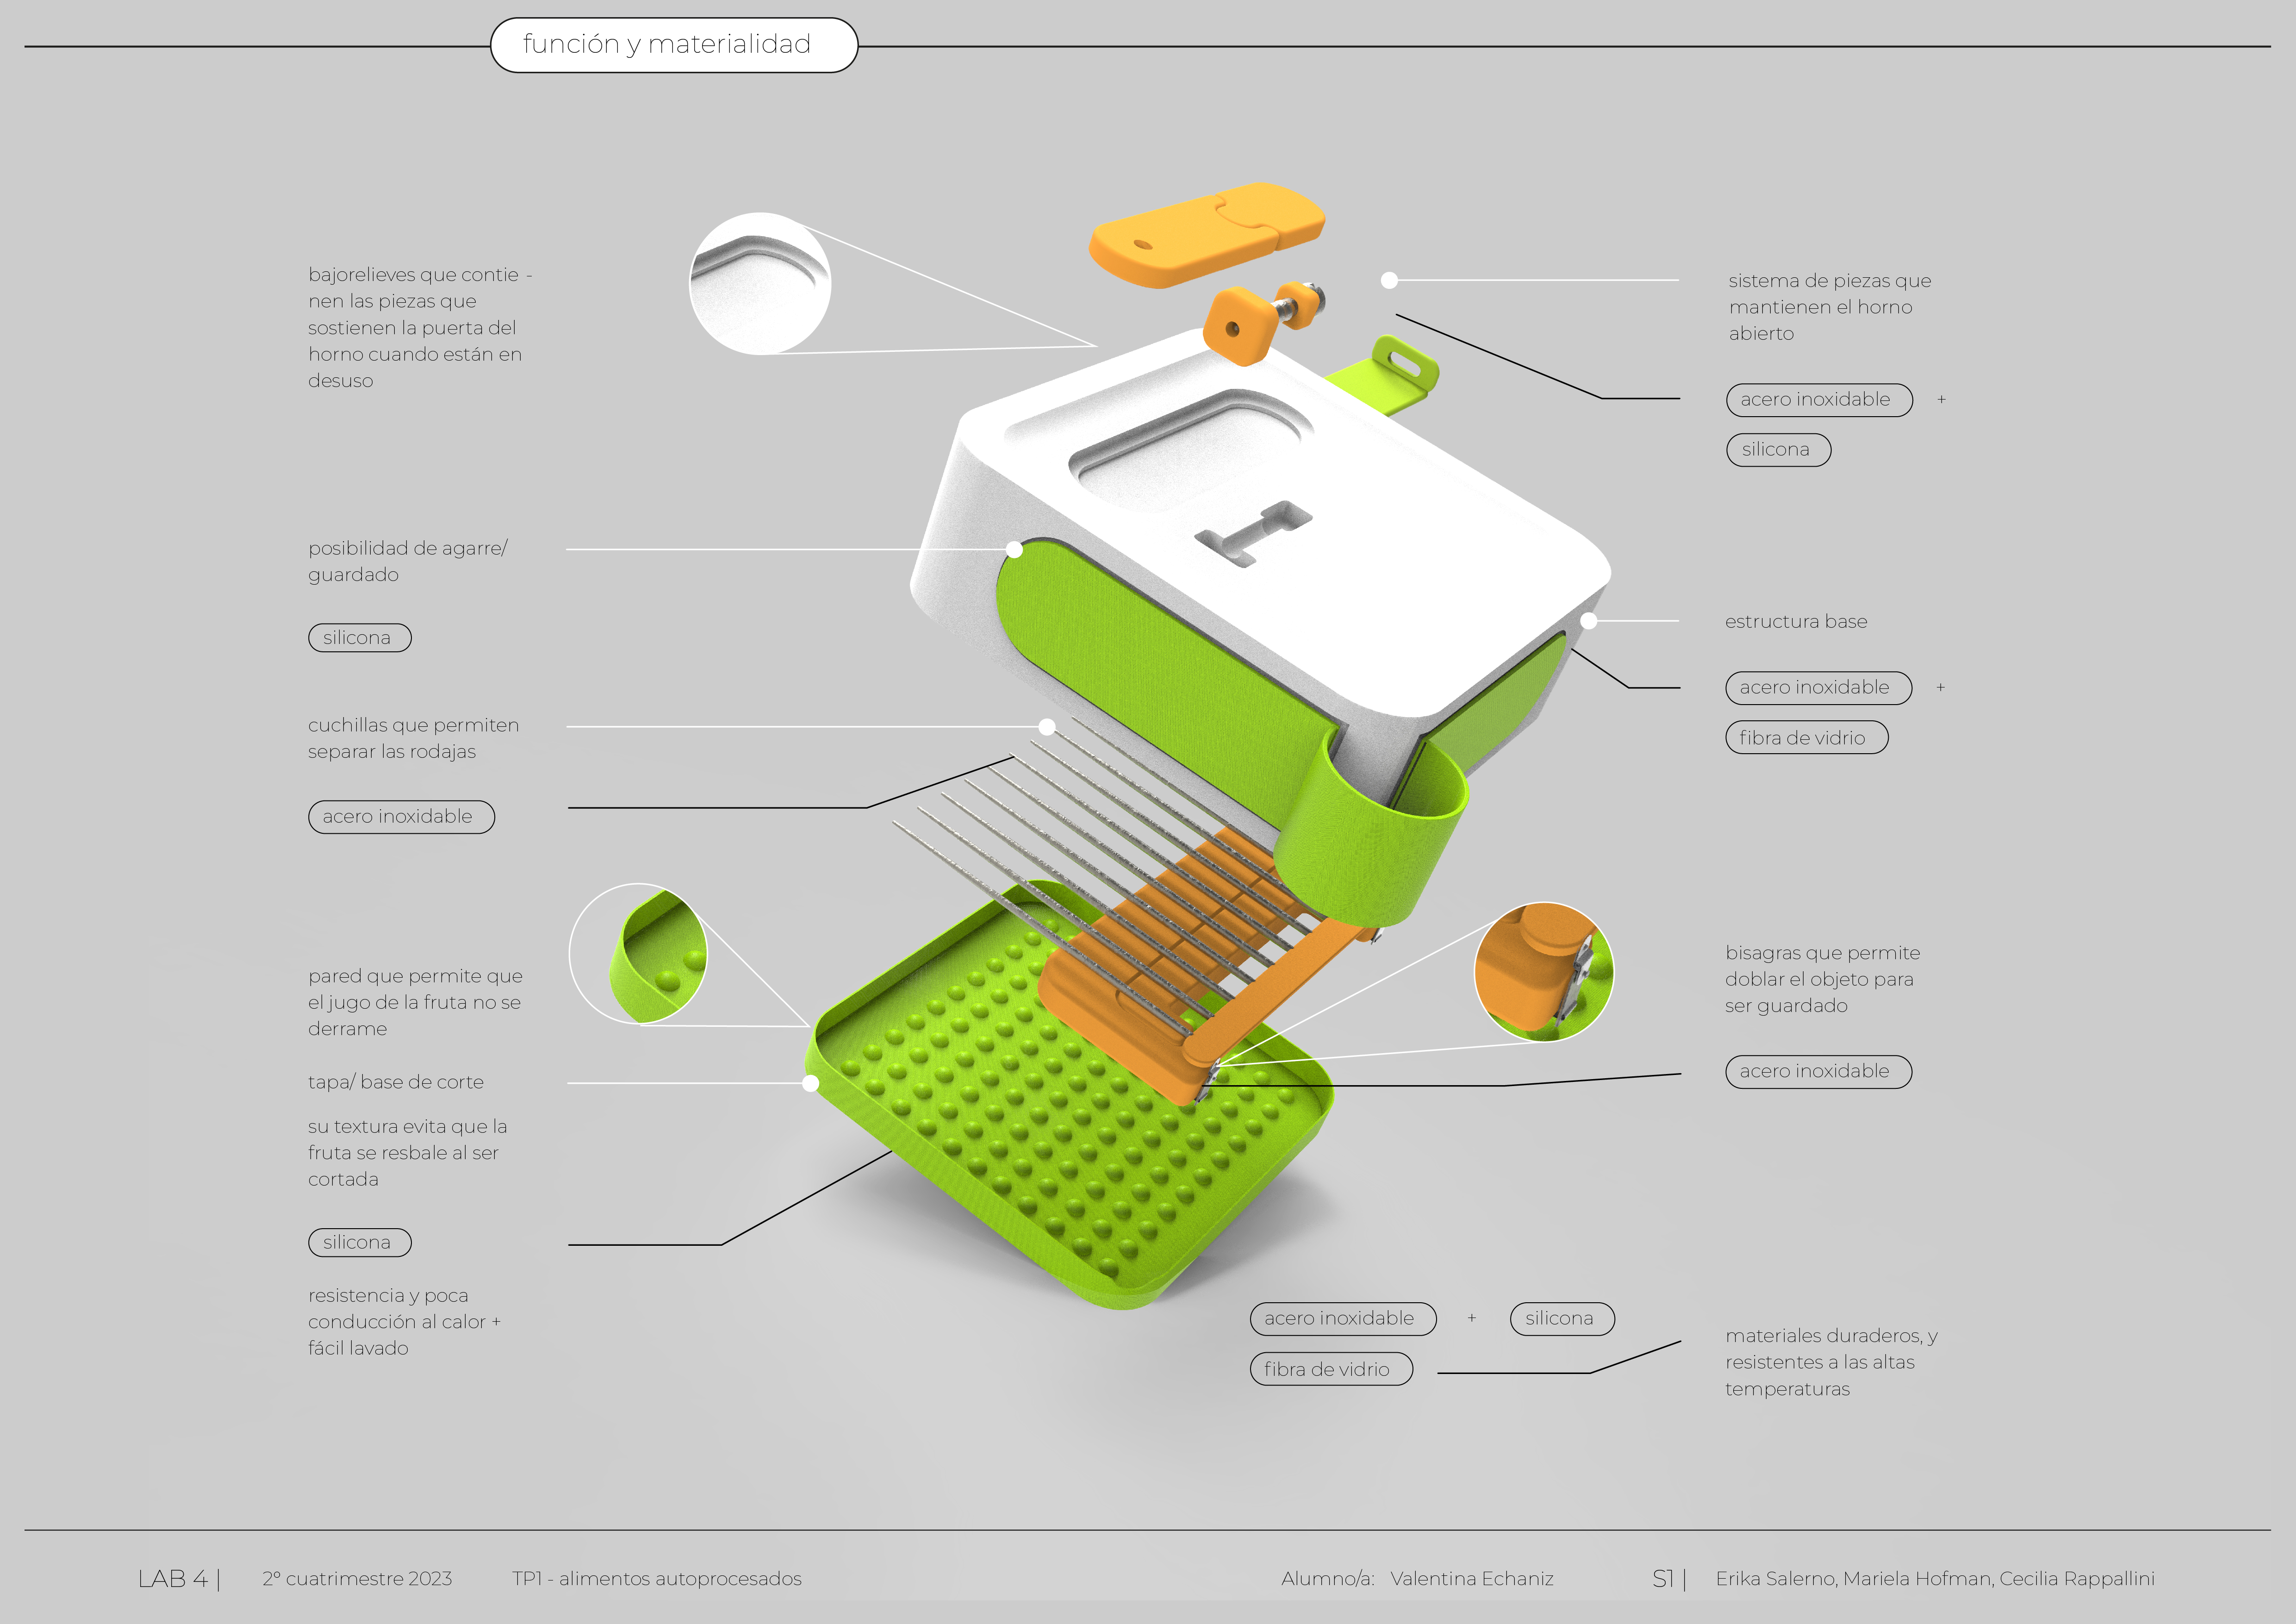 función y materialidad
bajorelieves que contie -
nen las piezas que
sostienen la puerta del
horno cuando están en
desuso
posibilidad de agarre/
guardado
silicona
cuchillas que permiten
separar las rodajas
acero inoxidable
pared que permite que
el jugo de la fruta no se
derrame
tapa/ base de corte
su textura evita que la
fruta se resbale al ser
cortada
silicona
resistencia y poca
conducción al calor +
fácil lavado
sistema de piezas que
mantienen el horno
abierto
acero inoxidable +
silicona
estructura base
acero inoxidable +
fibra de vidrio
bisagras que permite
doblar el objeto para
ser guardado
acero inoxidable
acero inoxidable + silicona
fibra de vidrio
materiales duraderos, y
resistentes a las altas
temperaturas
LAB 4 | 2° cuatrimestre 2023 TP1 - alimentos autoprocesados Alumno/a: Valentina Echaniz S1 | Erika Salerno, Mariela Hofman, Cecilia Rappallini